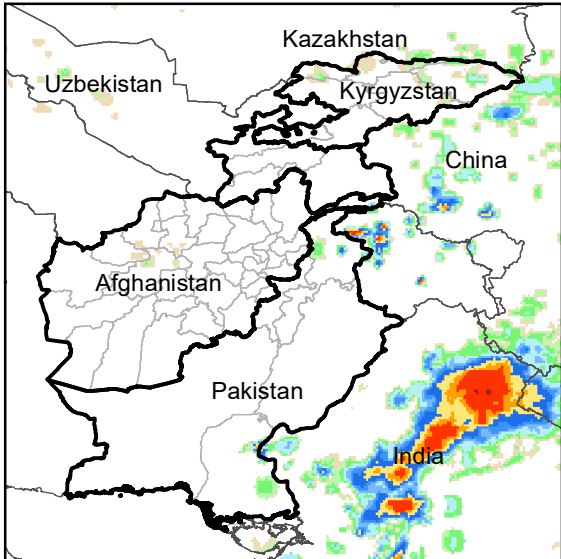 Kazakhstan
Uzbekistan
Kyrgyzstan
China
Afghanistan
Pakistan
India